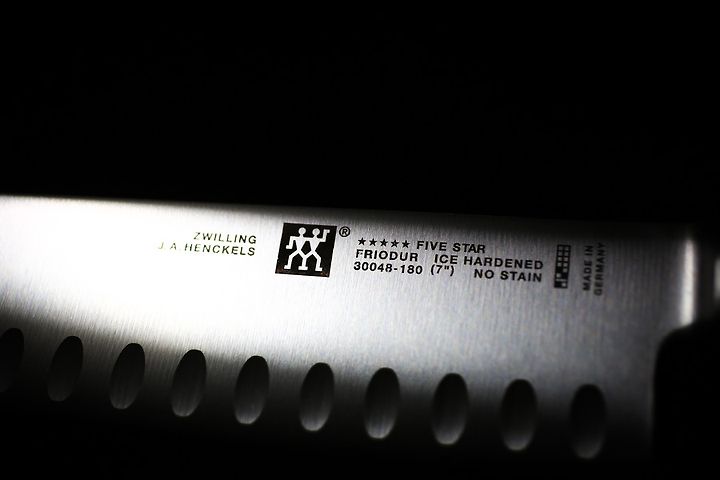 ZWILLING
J.A. HENCKELS
®
★★★★★ FIVE STAR
FRIODUR ICE HARDENED
30048-180 (7") NO STAIN
MADE IN
GERMANY